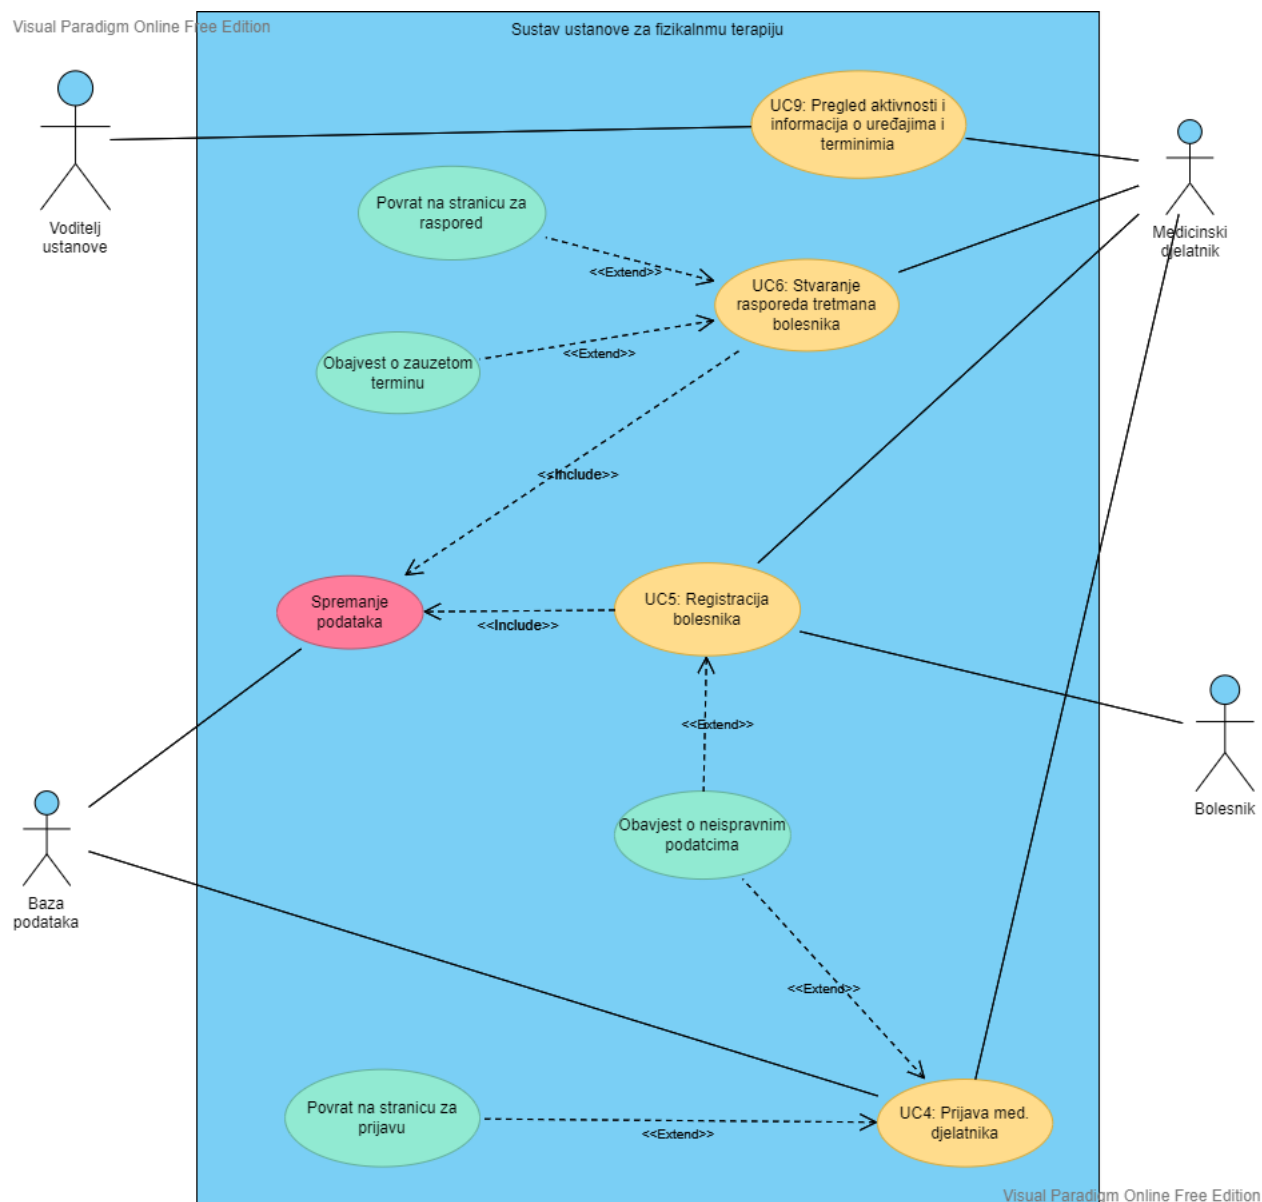 Visual Paradigm Online Free Edition
Sustav ustanove za fizikalnmu terapiju
UC9: Pregled aktivnosti i
informacija o uređajima i
terminimia
Voditelj
ustanove
Medicinski
djelatnik
Povrat na stranicu za
raspored
<<Extend>>
UC6: Stvaranje
rasporeda tretmana
bolesnika
Obajvest o zauzetom
terminu
<<Extend>>
<<Include>>
Spremanje
podataka
<<Include>>
UC5: Registracija
bolesnika
<<Extend>>
Bolesnik
Obavjest o neispravnim
podatcima
Baza
podataka
<<Extend>>
Povrat na stranicu za
prijavu
<<Extend>>
UC4: Prijava med.
djelatnika
Visual Paradigm Online Free Edition